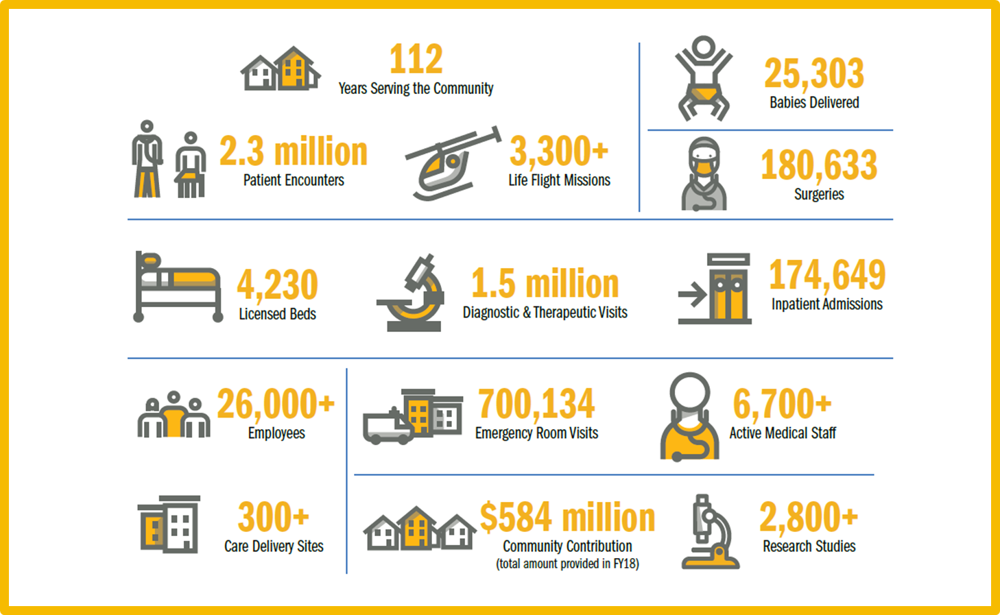 112
Years Serving the Community
25,303
Babies Delivered
2.3 million
Patient Encounters
3,300+
Life Flight Missions
180,633
Surgeries
4,230
Licensed Beds
1.5 million
Diagnostic & Therapeutic Visits
174,649
Inpatient Admissions
26,000+
Employees
700,134
Emergency Room Visits
6,700+
Active Medical Staff
300+
Care Delivery Sites
$584 million
Community Contribution
(total amount provided in FY18)
2,800+
Research Studies